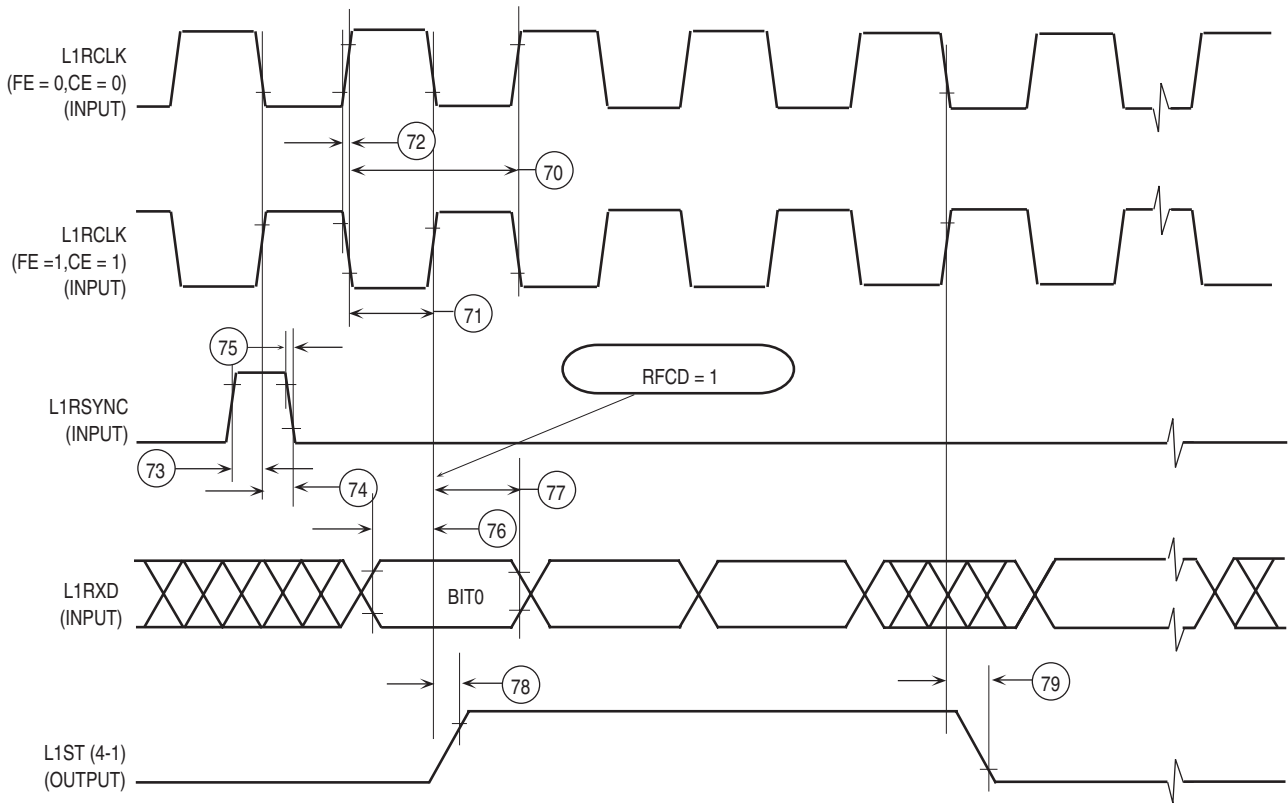 L1RCLK
(FE = 0,CE = 0)
(INPUT)
72
70
L1RCLK
(FE =1,CE = 1)
(INPUT)
71
75
RFCD = 1
L1RSYNC
(INPUT)
73
74
77
76
L1RXD
(INPUT)
BIT0
78
79
L1ST (4-1)
(OUTPUT)